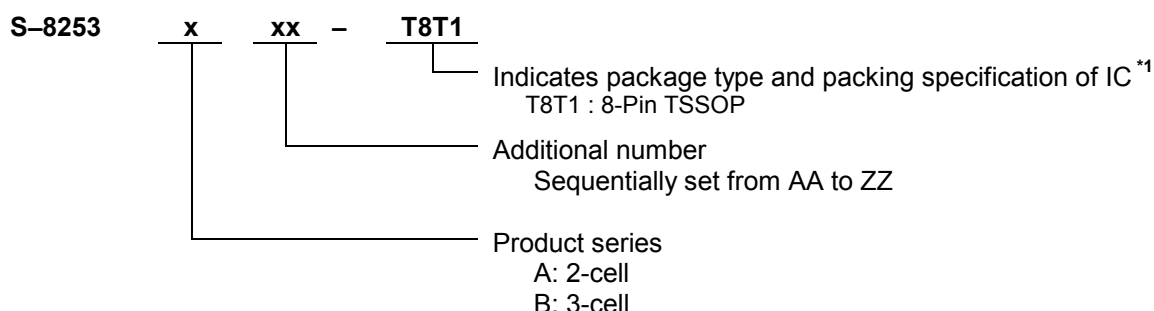 S–8253 x xx – T8T1
Indicates package type and packing specification of IC *1
T8T1 : 8-Pin TSSOP
Additional number
Sequentially set from AA to ZZ
Product series
A: 2-cell
B: 3-cell